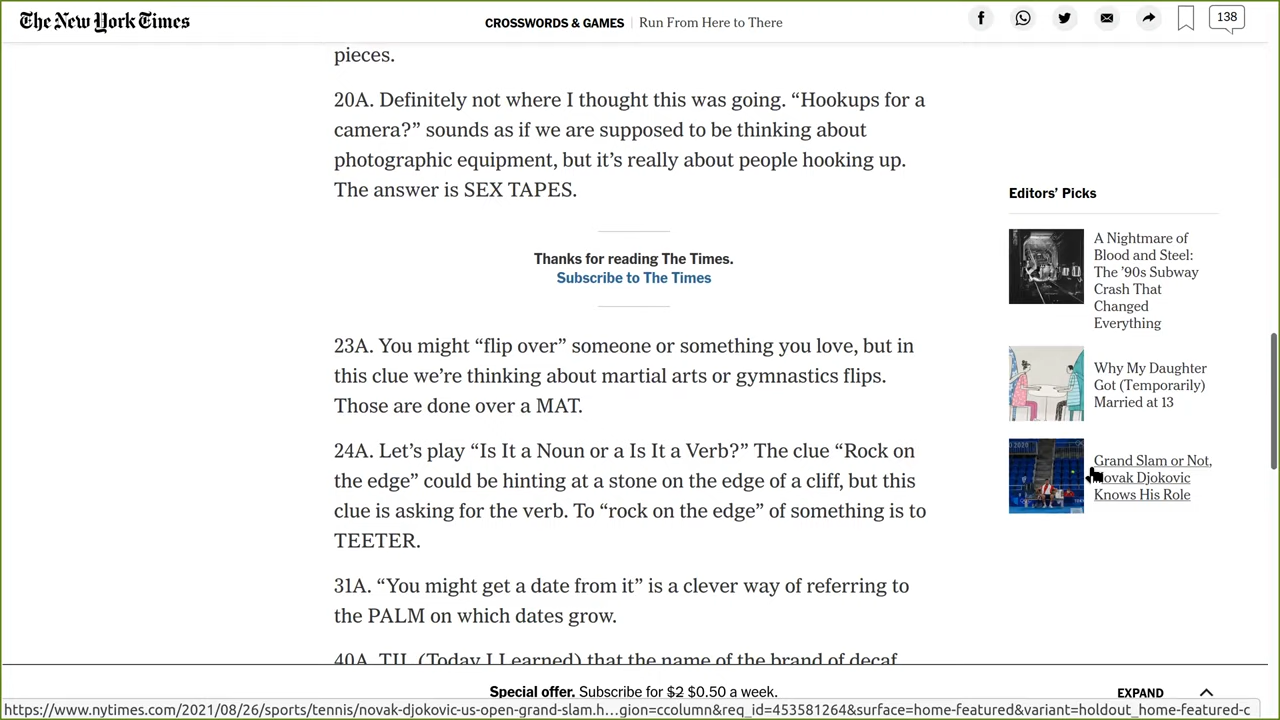 The New York Times
CROSSWORDS & GAMES | Run From Here to There
138
pieces.
20A. Definitely not where I thought this was going. “Hookups for a
camera?” sounds as if we are supposed to be thinking about
photographic equipment, but it’s really about people hooking up.
The answer is SEX TAPES.
Thanks for reading The Times.
Subscribe to The Times
23A. You might “flip over” someone or something you love, but in
this clue we’re thinking about martial arts or gymnastics flips.
Those are done over a MAT.
24A. Let’s play “Is It a Noun or a Is It a Verb?” The clue “Rock on
the edge” could be hinting at a stone on the edge of a cliff, but this
clue is asking for the verb. To “rock on the edge” of something is to
TEETER.
31A. “You might get a date from it” is a clever way of referring to
the PALM on which dates grow.
40A. TIL (Today I Learned) that the name of the brand of decaf
Editors’ Picks
A Nightmare of
Blood and Steel:
The ’90s Subway
Crash That
Changed
Everything
Why My Daughter
Got (Temporarily)
Married at 13
Grand Slam or Not,
Novak Djokovic
Knows His Role
Special offer. Subscribe for $2 $0.50 a week.
EXPAND
https://www.nytimes.com/2021/08/26/sports/tennis/novak-djokovic-us-open-grand-slam.h...gion=ccolumn&req_id=453581264&surface=home-featured&variant=holdout_home-featured-c